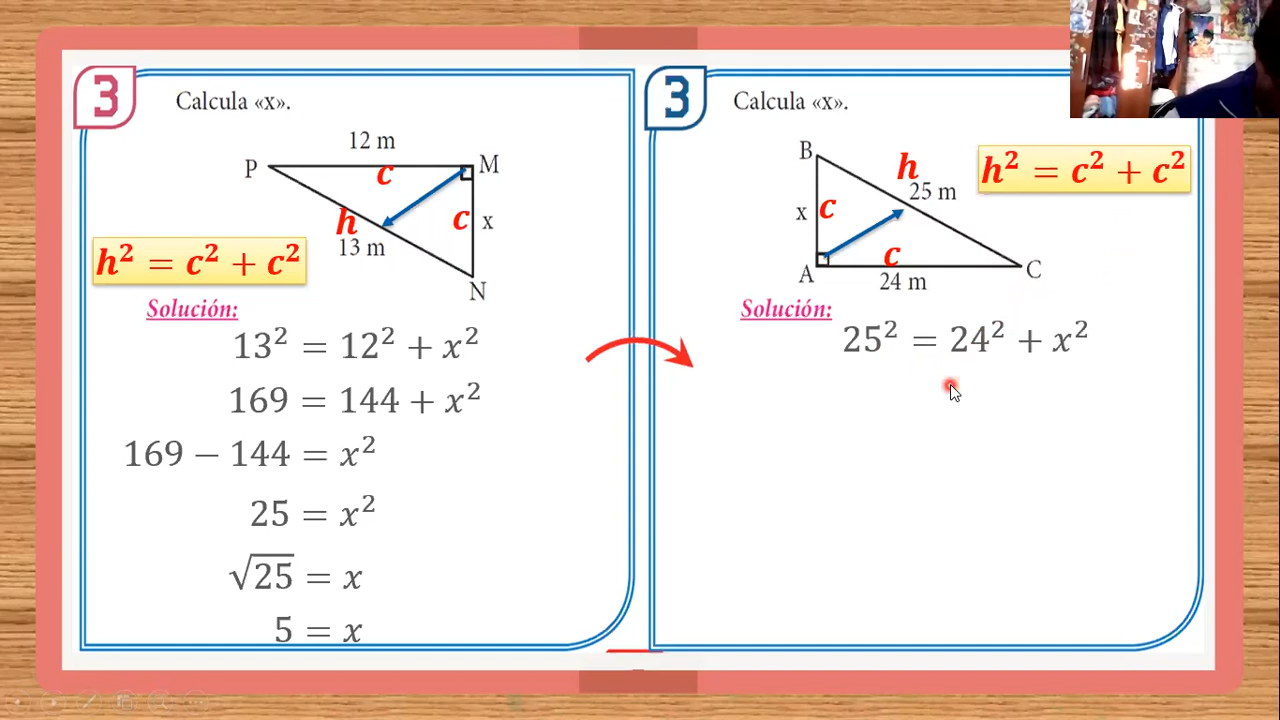 3
Calcula «x».
12 m
P
c
M
h
c
x
13 m
h² = c² + c²
N
Solución:
13² = 12² + x²
169 = 144 + x²
169 − 144 = x²
25 = x²
√25 = x
5 = x
3
Calcula «x».
B
h
25 m
h² = c² + c²
x
c
c
A
24 m
C
Solución:
25² = 24² + x²